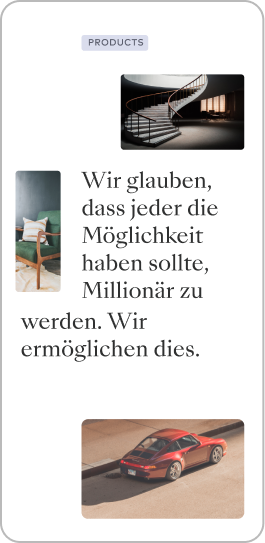 PRODUCTS
Wir glauben,
dass jeder die
Möglichkeit
haben sollte,
Millionär zu
werden. Wir
ermöglichen dies.